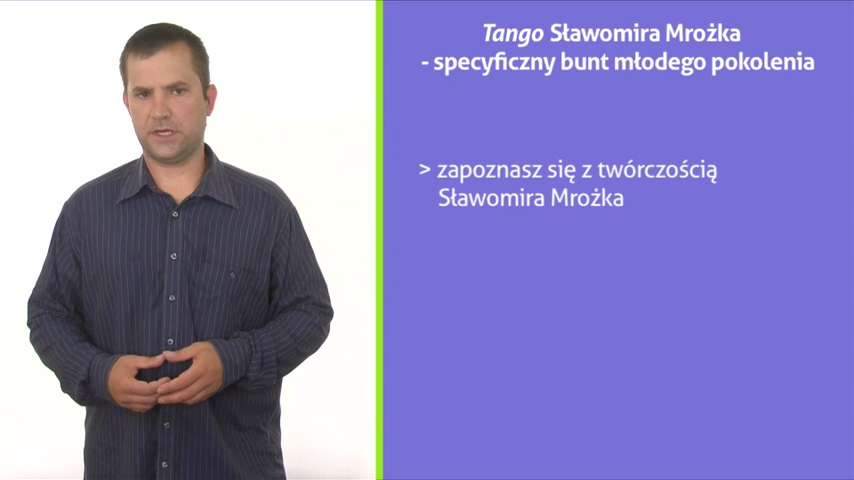 Tango Sławomira Mrożka
- specyficzny bunt młodego pokolenia
> zapoznasz się z twórczością
Sławomira Mrożka